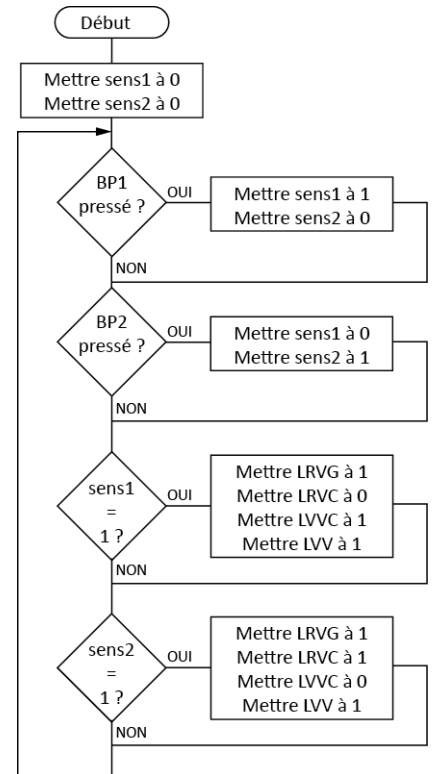 Début
Mettre sens1 à 0
Mettre sens2 à 0
BP1
pressé ?
OUI
Mettre sens1 à 1
Mettre sens2 à 0
NON
BP2
pressé ?
OUI
Mettre sens1 à 0
Mettre sens2 à 1
NON
sens1
=
1 ?
OUI
Mettre LRVG à 1
Mettre LRVC à 0
Mettre LVVC à 1
Mettre LVV à 1
NON
sens2
=
1 ?
OUI
Mettre LRVG à 1
Mettre LRVC à 1
Mettre LVVC à 0
Mettre LVV à 1
NON